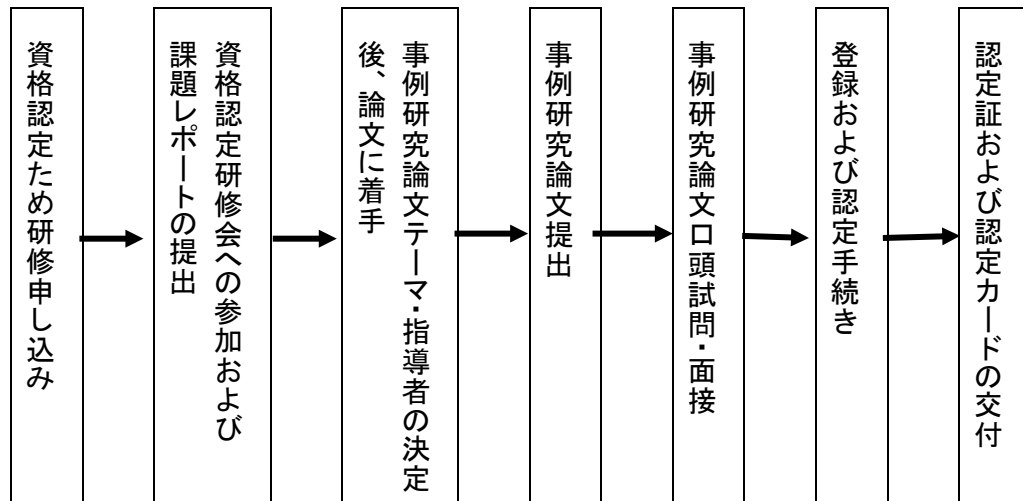 資格認定ため研修申し込み
資格認定研修会への参加および
課題レポートの提出
事例研究論文テーマ・指導者の決定
後、論文に着手
事例研究論文提出
事例研究論文口頭試問・面接
登録および認定手続き
認定証および認定カードの交付